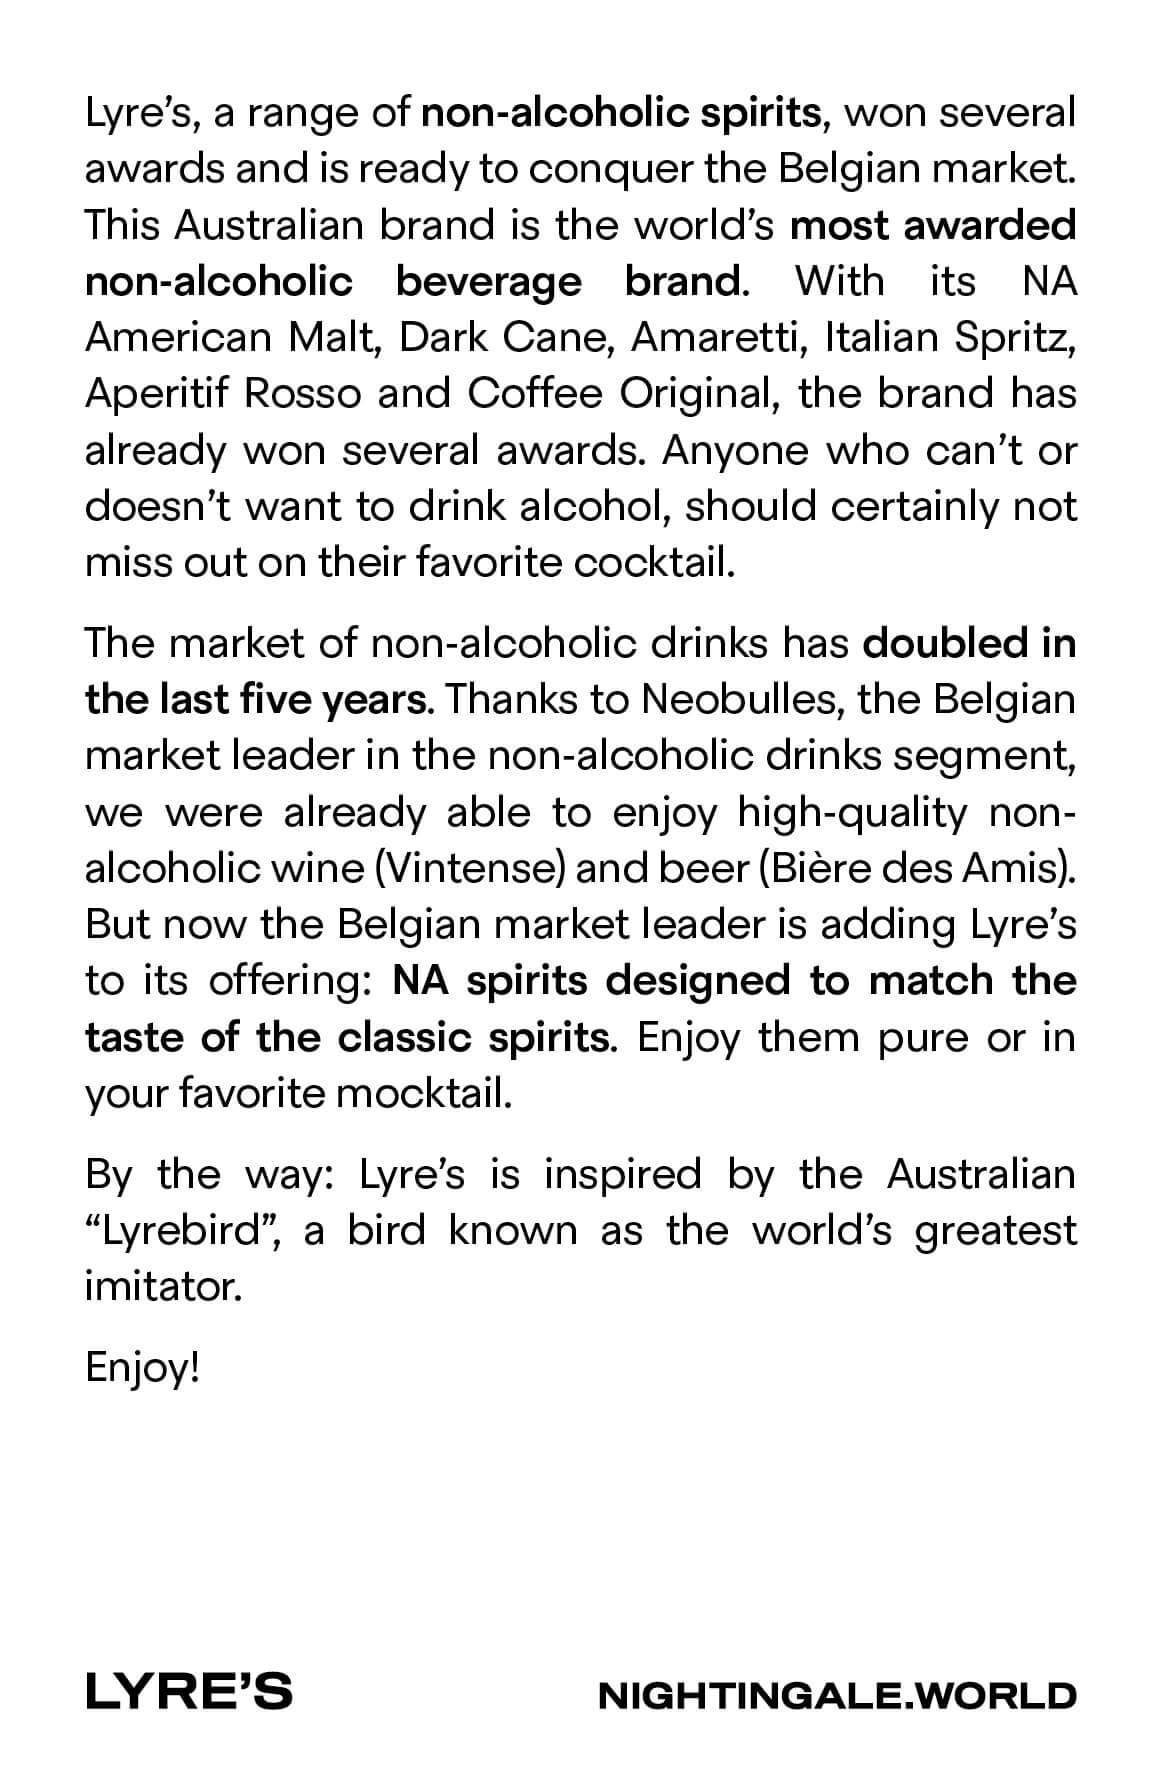 Lyre’s, a range of non-alcoholic spirits, won several
awards and is ready to conquer the Belgian market.
This Australian brand is the world’s most awarded
non-alcoholic beverage brand. With its NA
American Malt, Dark Cane, Amaretti, Italian Spritz,
Aperitif Rosso and Coffee Original, the brand has
already won several awards. Anyone who can’t or
doesn’t want to drink alcohol, should certainly not
miss out on their favorite cocktail.
The market of non-alcoholic drinks has doubled in
the last five years. Thanks to Neobulles, the Belgian
market leader in the non-alcoholic drinks segment,
we were already able to enjoy high-quality non-
alcoholic wine (Vintense) and beer (Bière des Amis).
But now the Belgian market leader is adding Lyre’s
to its offering: NA spirits designed to match the
taste of the classic spirits. Enjoy them pure or in
your favorite mocktail.
By the way: Lyre’s is inspired by the Australian
“Lyrebird”, a bird known as the world’s greatest
imitator.
Enjoy!
LYRE’S
NIGHTINGALE.WORLD